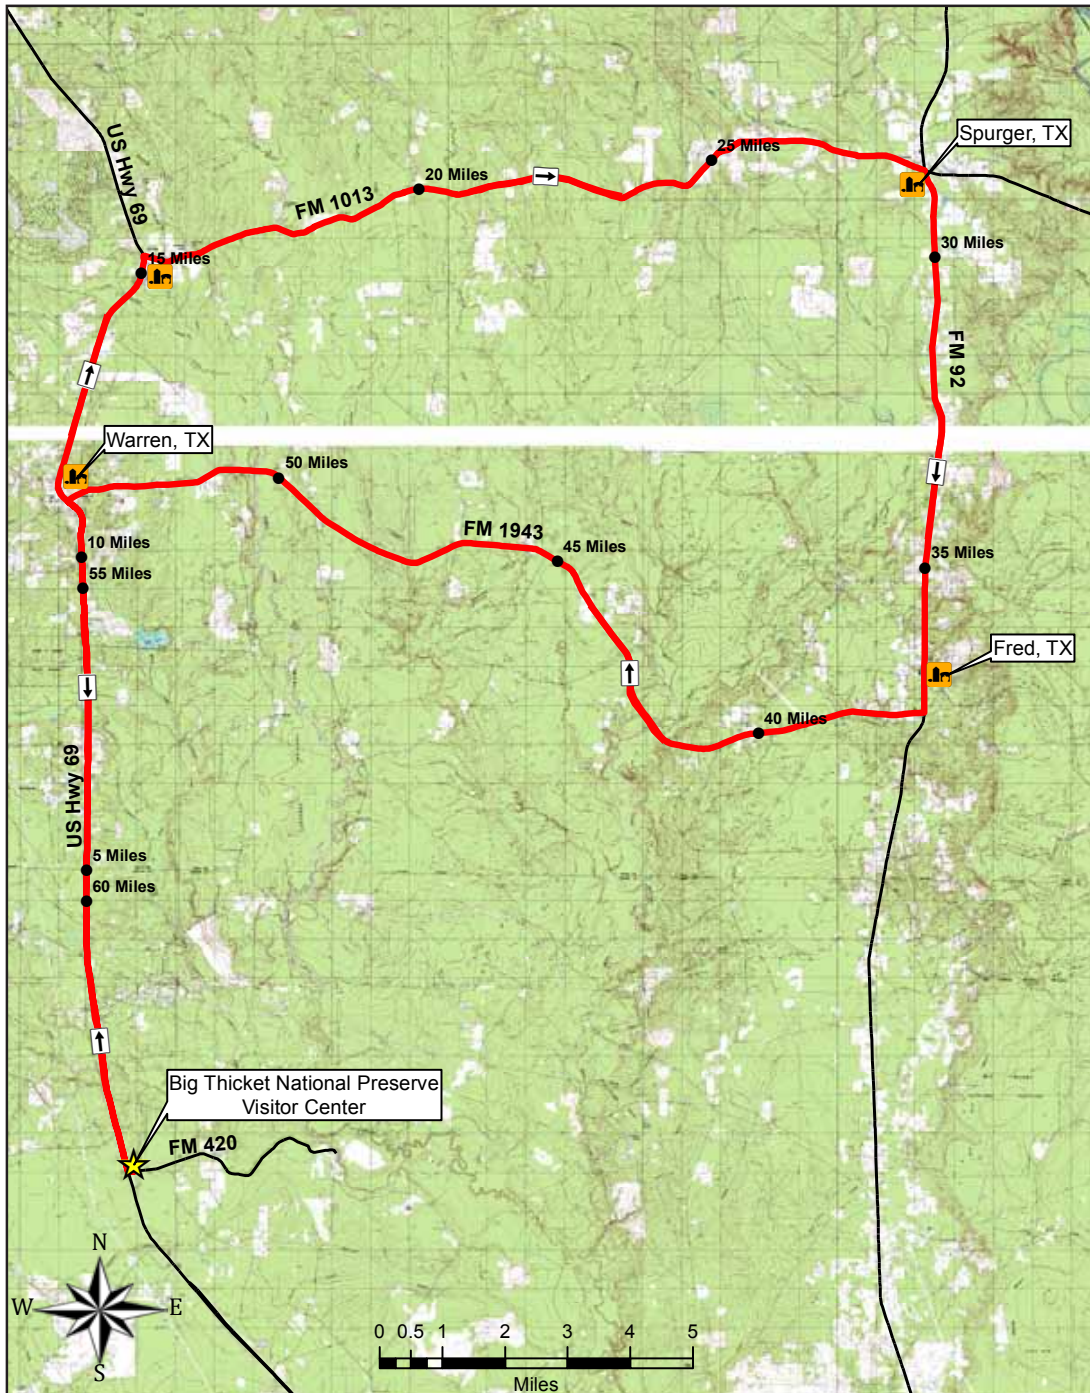 Spurger, TX
US Hwy 69
25 Miles
20 Miles
FM 1013
15 Miles
30 Miles
FM 92
Warren, TX
50 Miles
FM 1943
10 Miles
45 Miles
35 Miles
55 Miles
Fred, TX
40 Miles
US Hwy 69
5 Miles
60 Miles
Big Thicket National Preserve
Visitor Center
FM 420
N
W
E
S
0 0.5 1 2 3 4 5
Miles